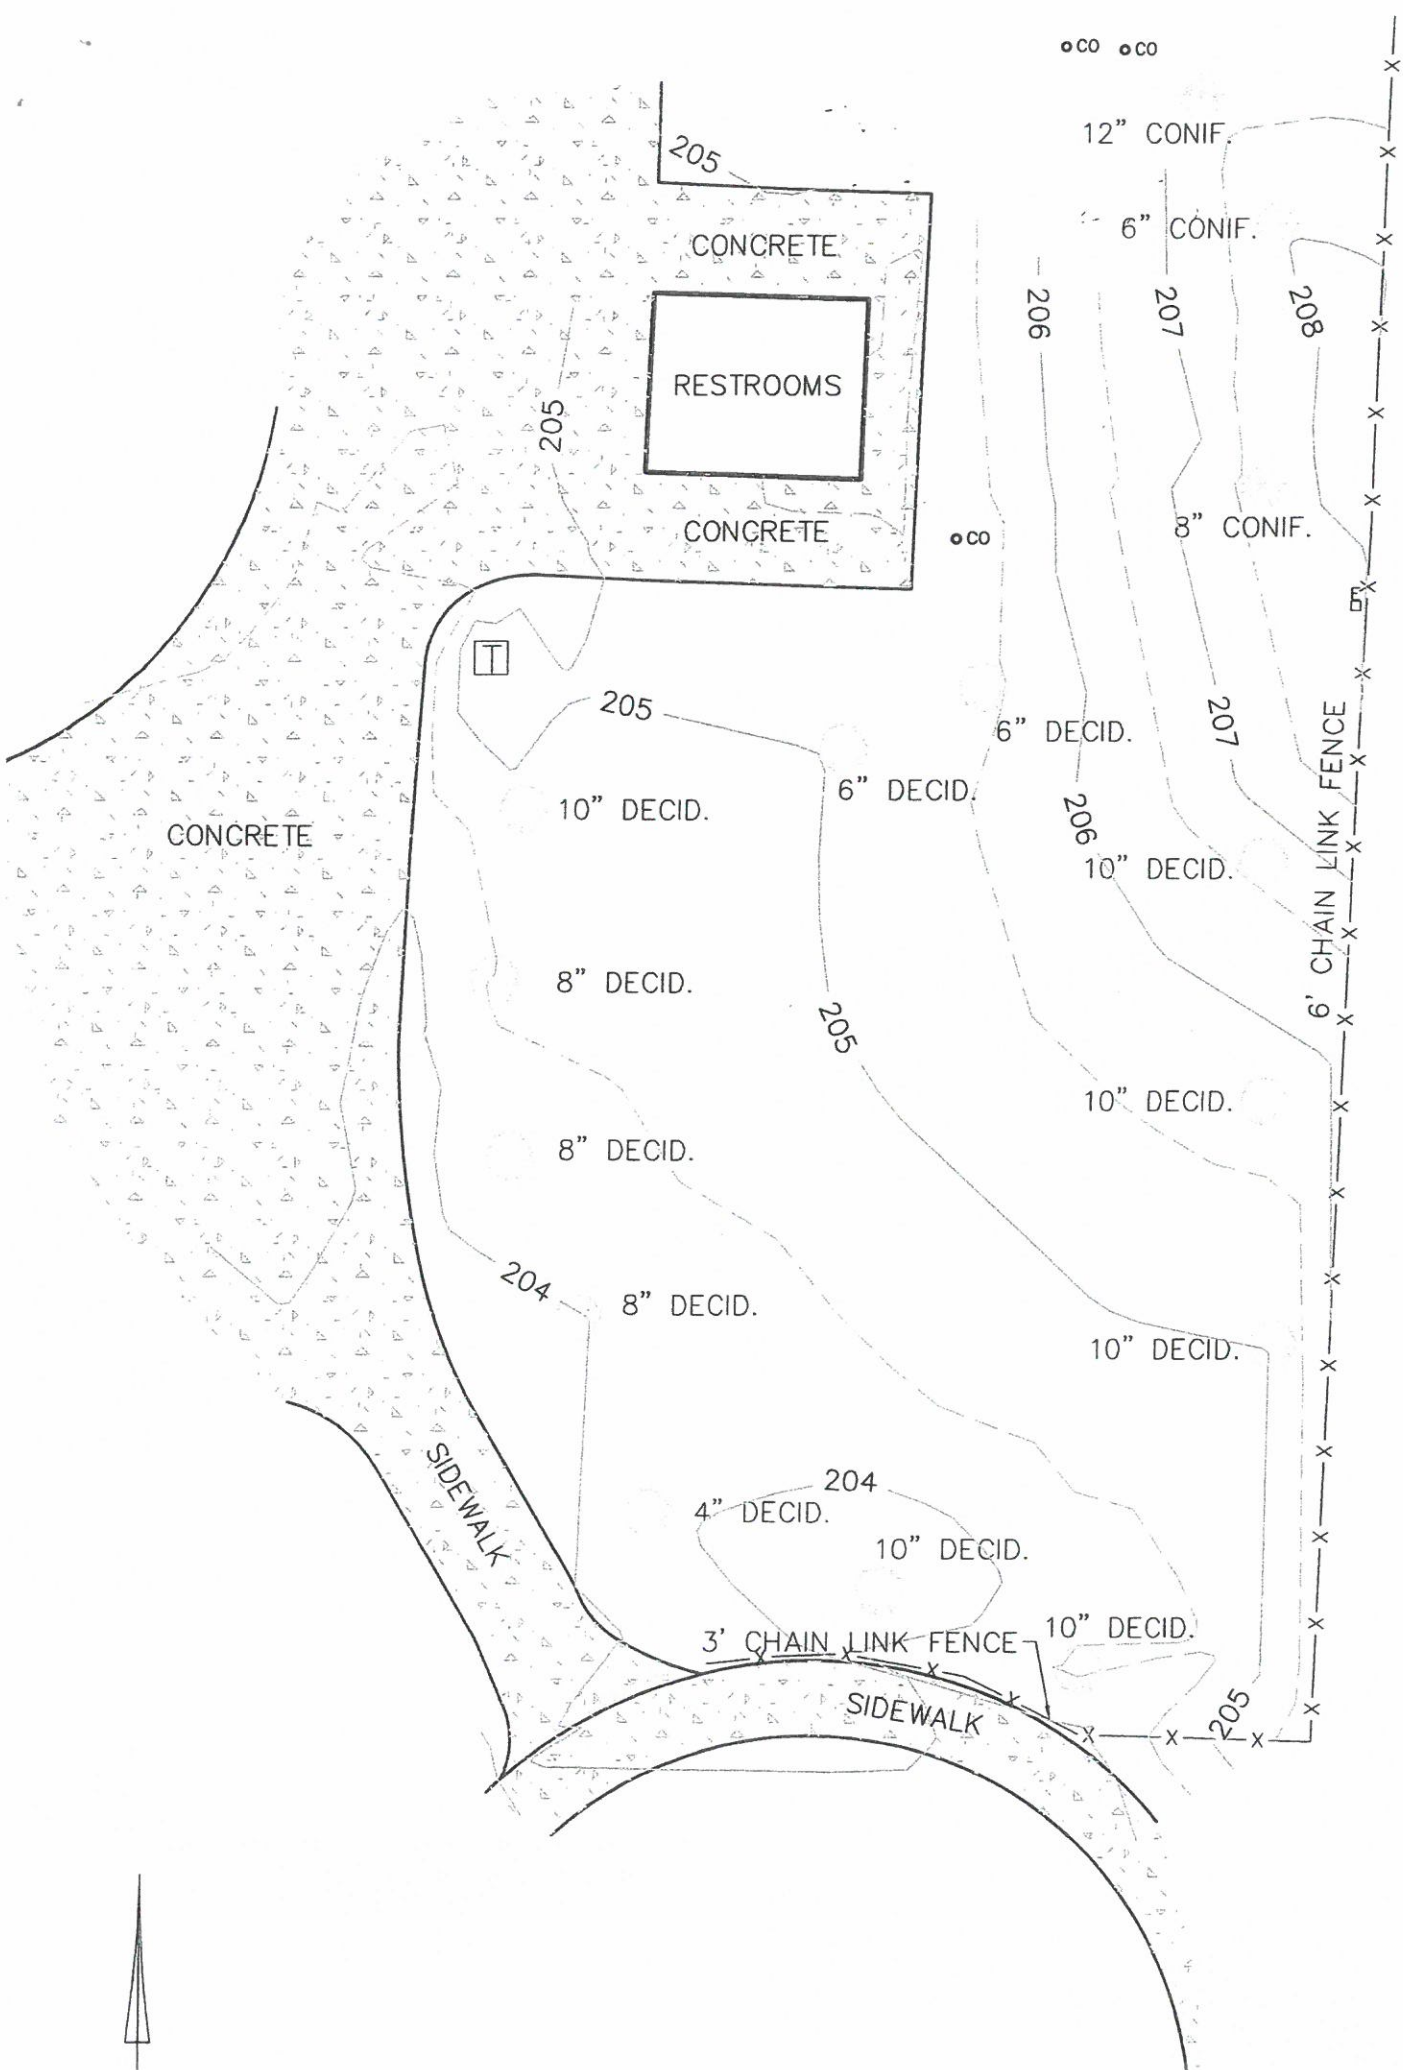 CO CO
12" CONIF.
205
6" CONIF.
CONCRETE
206
207
208
RESTROOMS
205
8" CONIF.
CONCRETE
CO
E
T
205
6" DECID.
207
6" DECID.
10" DECID.
206
CONCRETE
10" DECID.
6' CHAIN LINK FENCE
8" DECID.
205
10" DECID.
8" DECID.
204
8" DECID.
10" DECID.
SIDEWALK
204
4" DECID.
10" DECID.
10" DECID.
3' CHAIN LINK FENCE
SIDEWALK
205